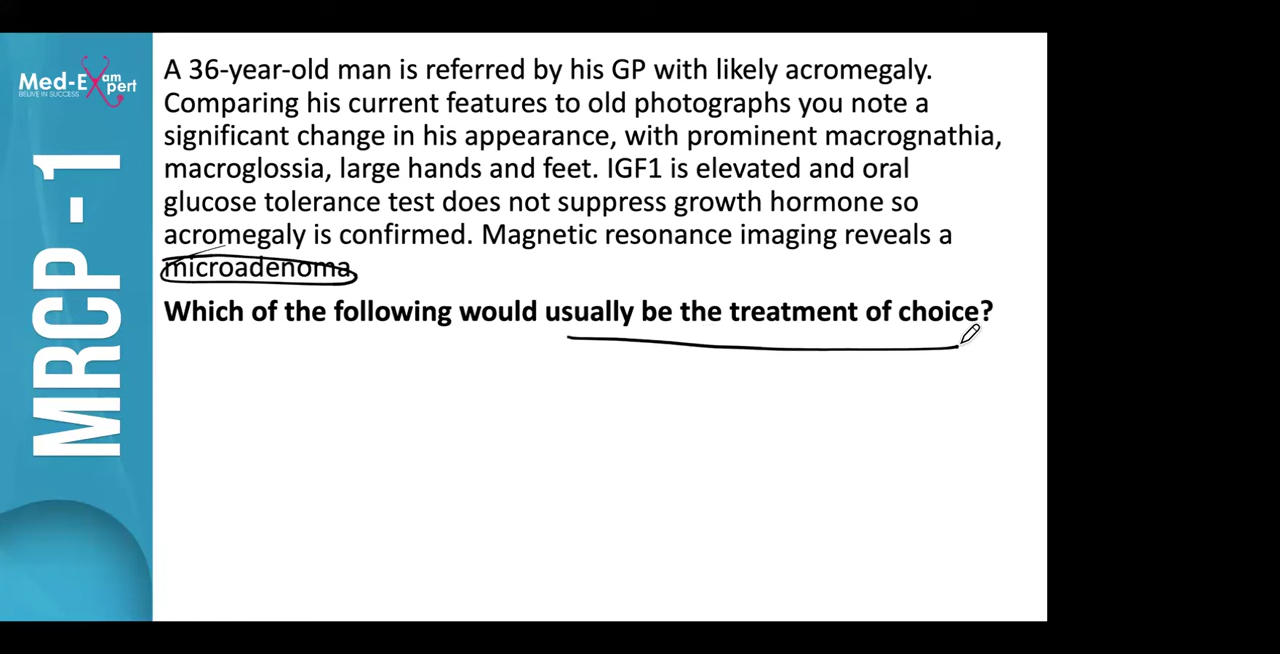 Med-Exam
pert
BELIVE IN SUCCESS
MRCP - 1
A 36-year-old man is referred by his GP with likely acromegaly.
Comparing his current features to old photographs you note a
significant change in his appearance, with prominent macrognathia,
macroglossia, large hands and feet. IGF1 is elevated and oral
glucose tolerance test does not suppress growth hormone so
acromegaly is confirmed. Magnetic resonance imaging reveals a
microadenoma.
Which of the following would usually be the treatment of choice?